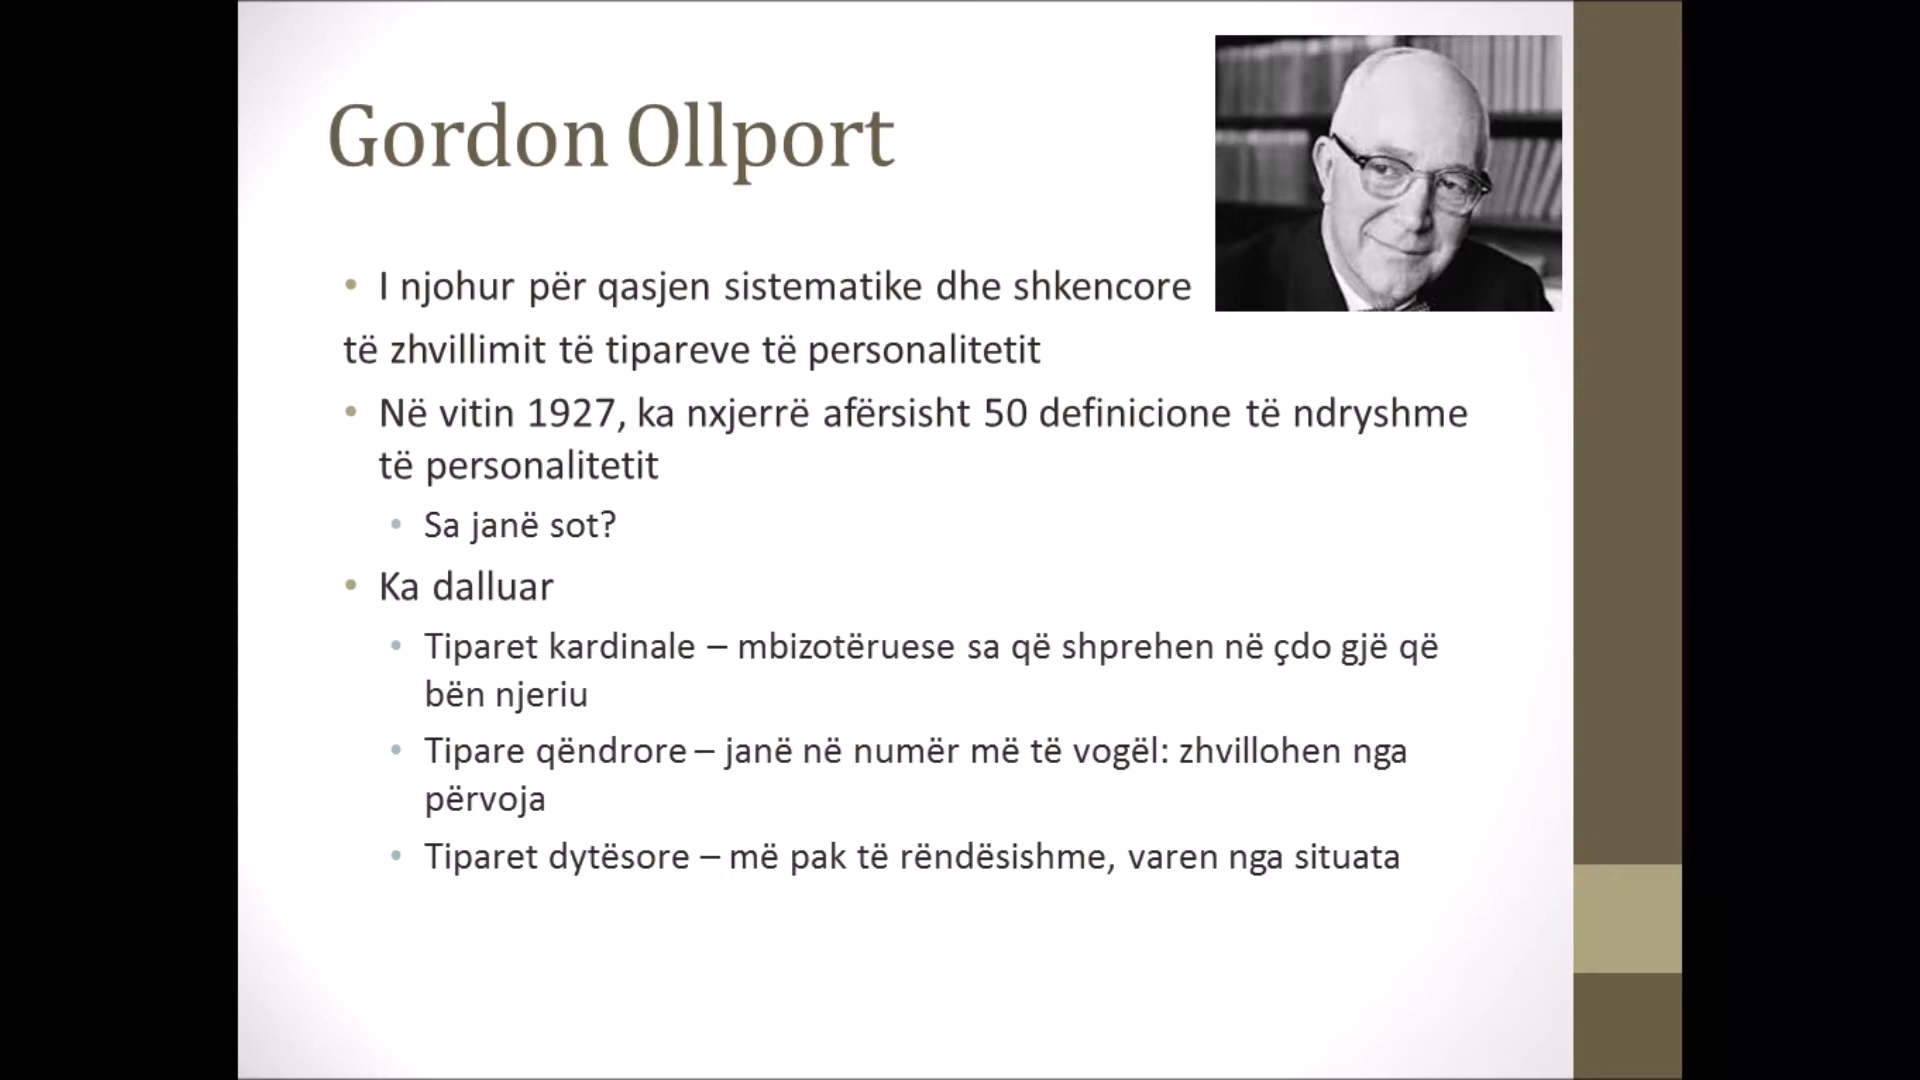 Gordon Ollport
• I njohur për qasjen sistematike dhe shkencore
të zhvillimit të tipareve të personalitetit
• Në vitin 1927, ka nxjerrë afërsisht 50 definicione të ndryshme
të personalitetit
• Sa janë sot?
• Ka dalluar
• Tiparet kardinale – mbizotëruese sa që shprehen në çdo gjë që
bën njeriu
• Tipare qëndrore – janë në numër më të vogël: zhvillohen nga
përvoja
• Tiparet dytësore – më pak të rëndësishme, varen nga situata